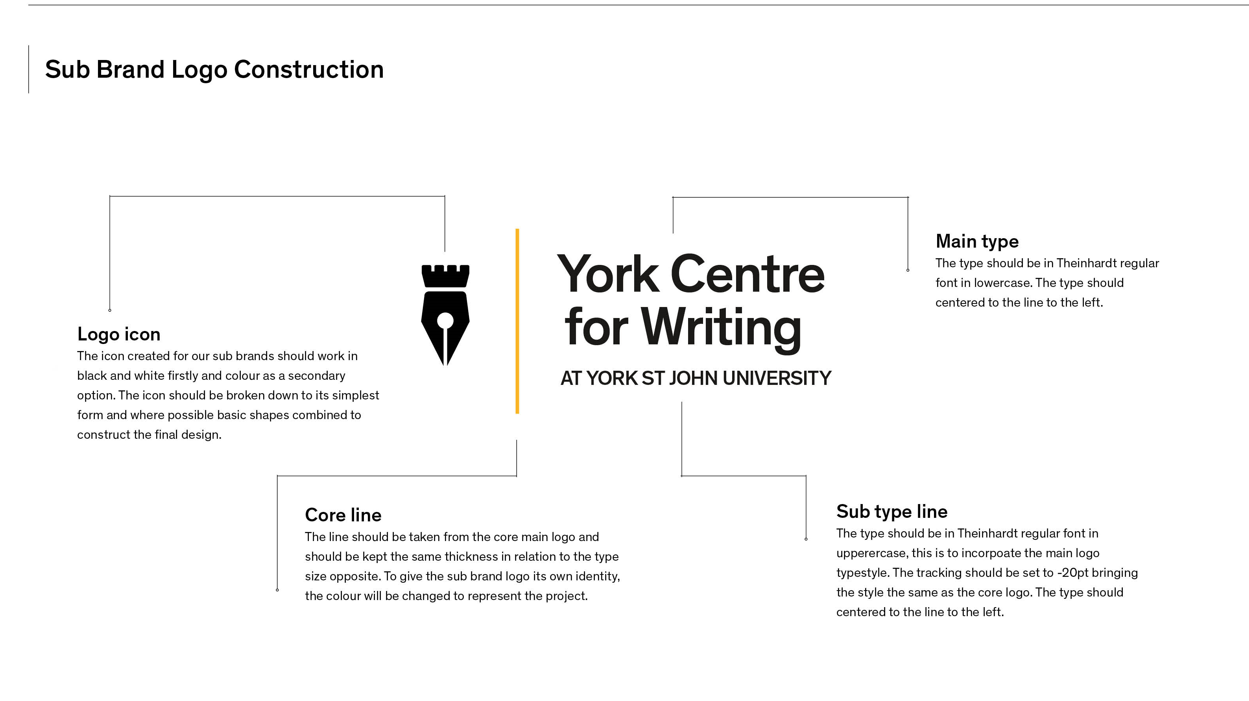 Sub Brand Logo Construction
Logo icon
The icon created for our sub brands should work in
black and white firstly and colour as a secondary
option. The icon should be broken down to its simplest
form and where possible basic shapes combined to
construct the final design.
York Centre
for Writing
AT YORK ST JOHN UNIVERSITY
Main type
The type should be in Theinhardt regular
font in lowercase. The type should
centered to the line to the left.
Core line
The line should be taken from the core main logo and
should be kept the same thickness in relation to the type
size opposite. To give the sub brand logo its own identity,
the colour will be changed to represent the project.
Sub type line
The type should be in Theinhardt regular font in
upperercase, this is to incorpoate the main logo
typestyle. The tracking should be set to -20pt bringing
the style the same as the core logo. The type should
centered to the line to the left.